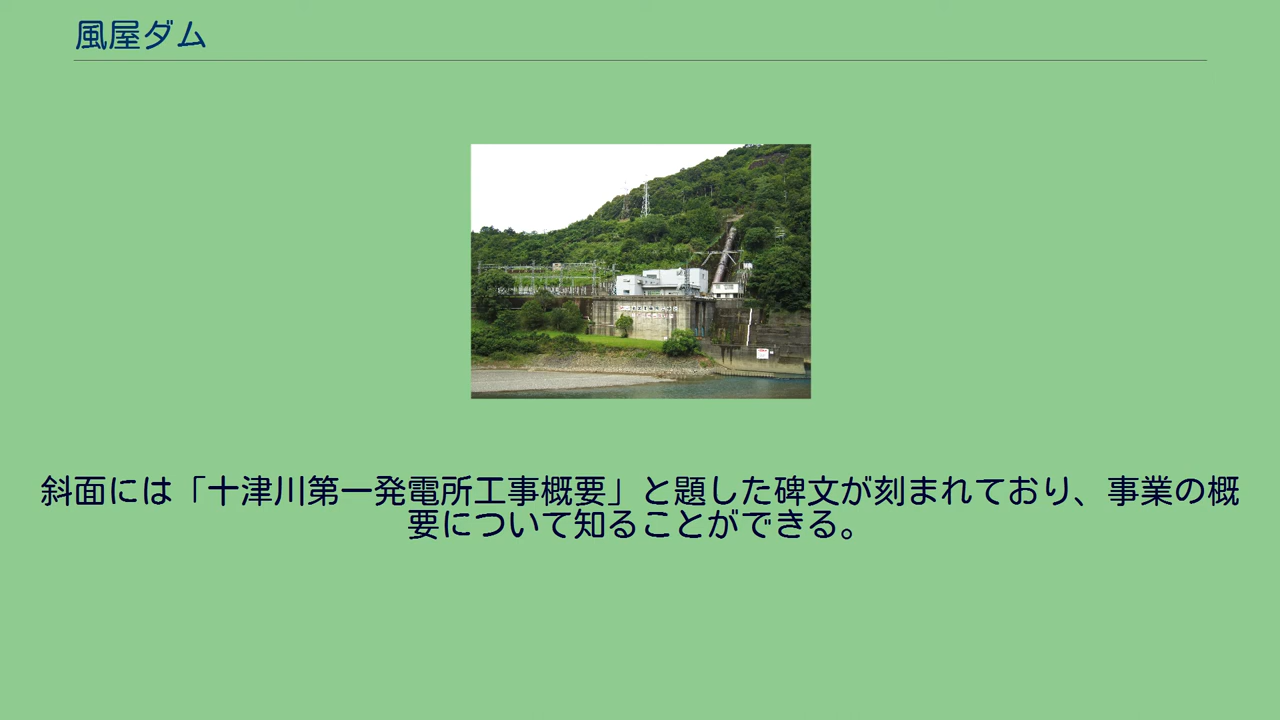 風屋ダム
斜面には「十津川第一発電所工事概要」と題した碑文が刻まれており、事業の概
要について知ることができる。